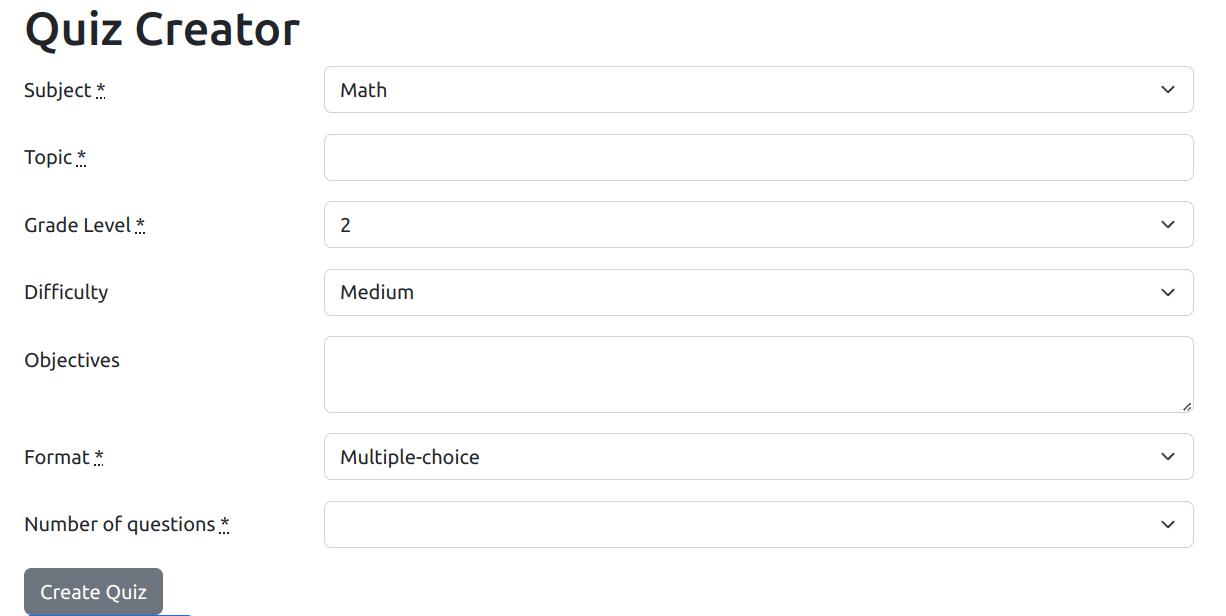 Quiz Creator
Subject * Math
Topic *
Grade Level * 2
Difficulty Medium
Objectives
Format * Multiple-choice
Number of questions *
Create Quiz